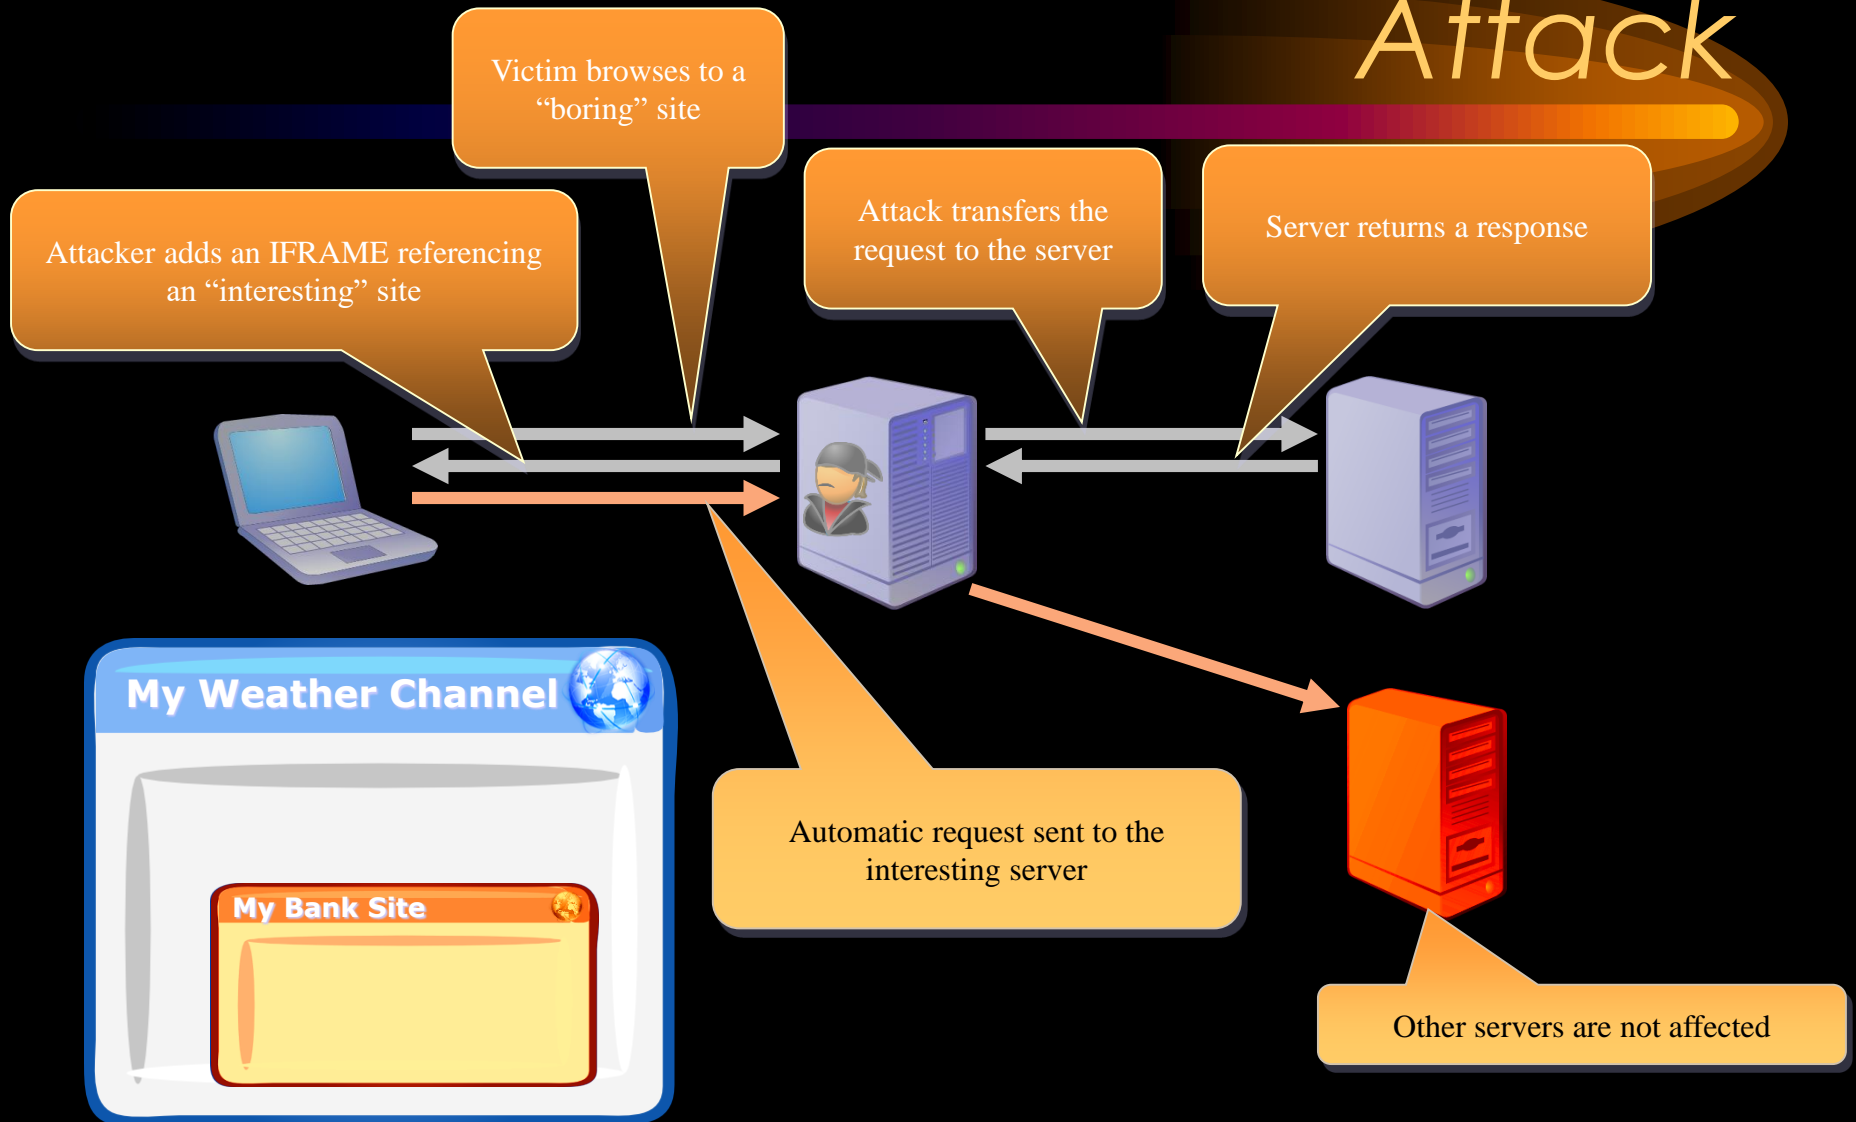 Attack
Victim browses to a
“boring” site
Attacker adds an IFRAME referencing
an “interesting” site
Attack transfers the
request to the server
Server returns a response
My Weather Channel
My Bank Site
Automatic request sent to the
interesting server
Other servers are not affected